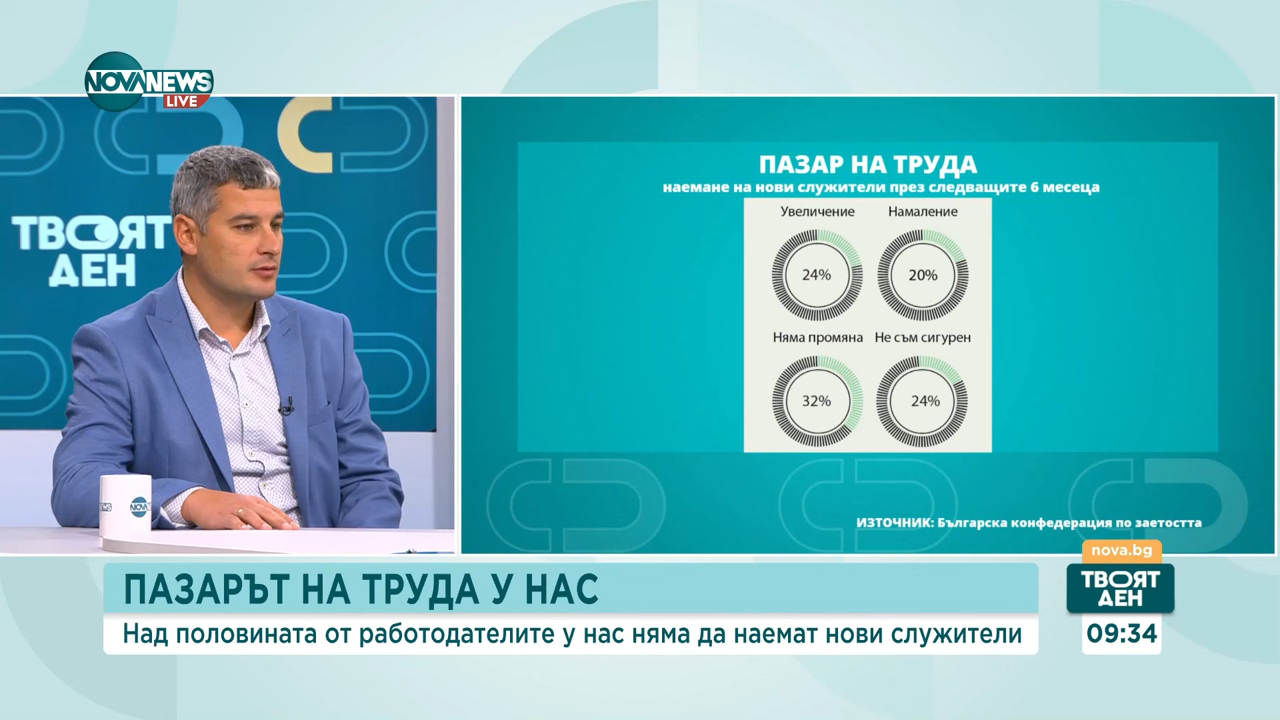 NOVANEWS
LIVE
ТВОЯТ
ДЕН
ПАЗАР НА ТРУДА
наемане на нови служители през следващите 6 месеца
Увеличение
Намаление
24%
20%
Няма промяна
Не съм сигурен
32%
24%
ИЗТОЧНИК: Българска конфедерация по заетостта
nova.bg
ТВОЯТ
ДЕН
09:34
ПАЗАРЪТ НА ТРУДА У НАС
Над половината от работодателите у нас няма да наемат нови служители